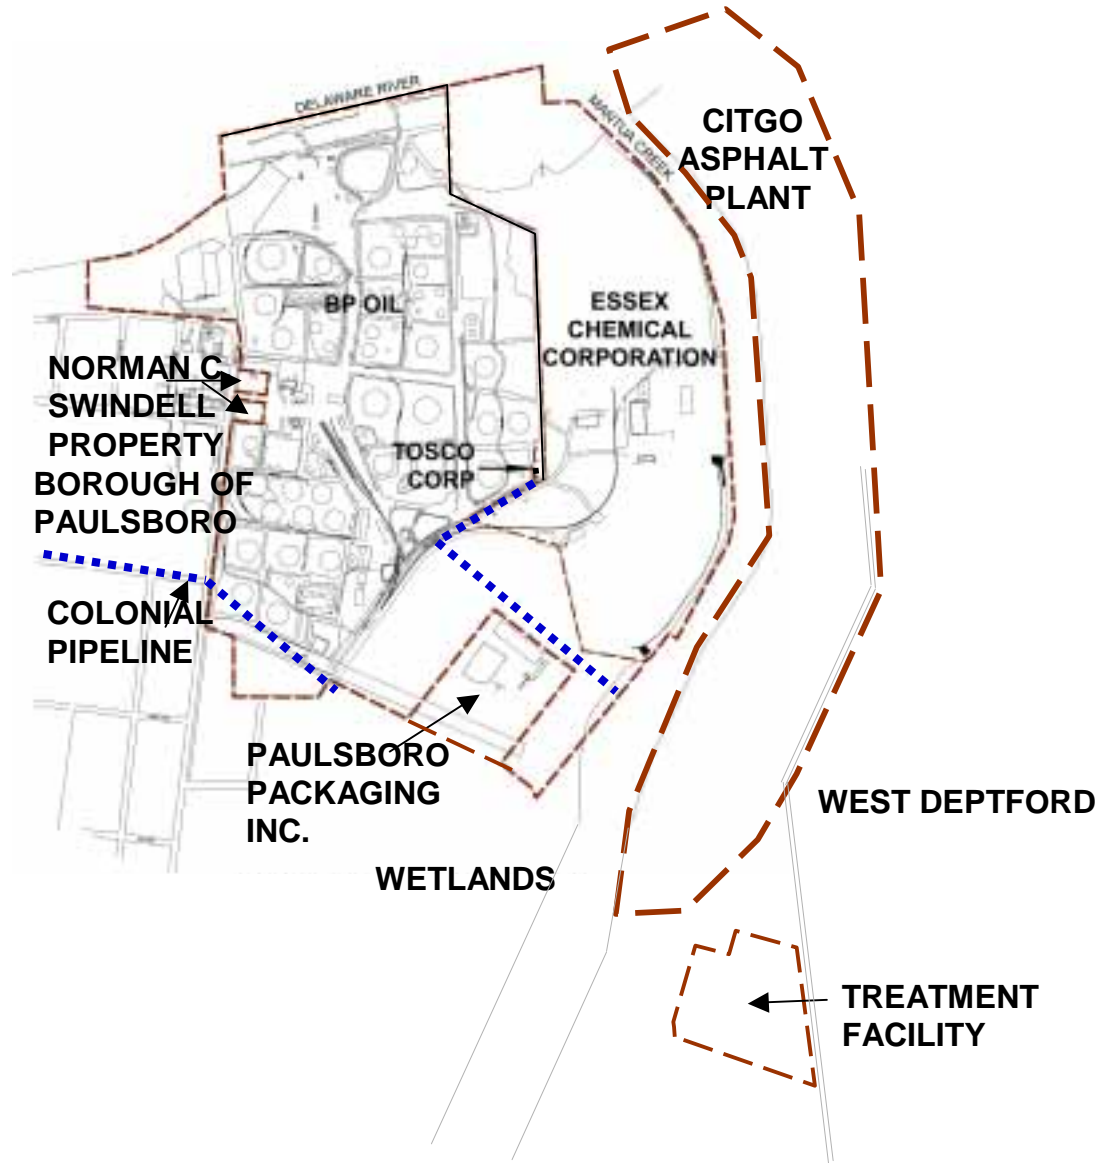 DELAWARE RIVER
MANTUA CREEK
CITGO
ASPHALT
PLANT
BP OIL
ESSEX
CHEMICAL
CORPORATION
NORMAN C
SWINDELL
PROPERTY
BOROUGH OF
PAULSBORO
TOSCO
CORP
COLONIAL
PIPELINE
PAULSBORO
PACKAGING
INC.
WEST DEPTFORD
WETLANDS
TREATMENT
FACILITY